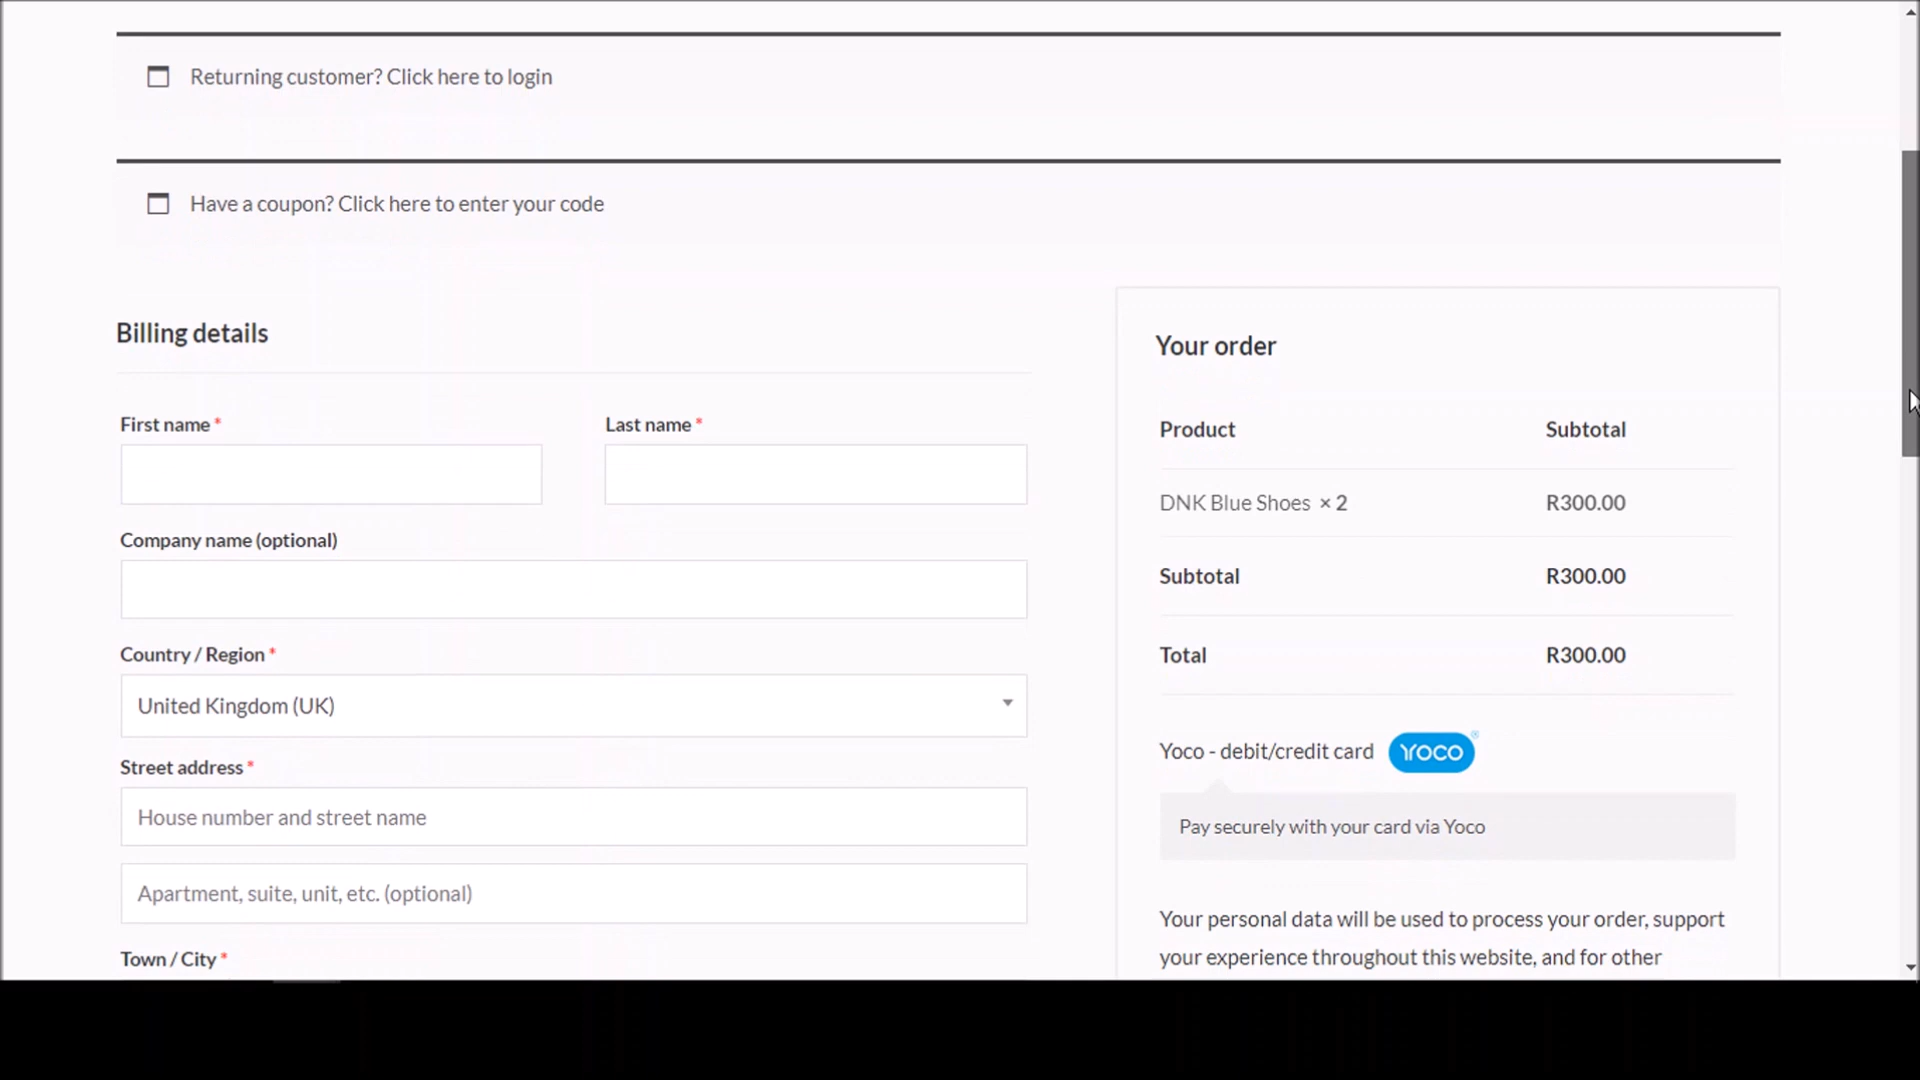 Returning customer? Click here to login
Have a coupon? Click here to enter your code
Billing details
First name *
Last name *
Company name (optional)
Country / Region *
United Kingdom (UK)
Street address *
House number and street name
Apartment, suite, unit, etc. (optional)
Town / City *
Your order
Product Subtotal
DNK Blue Shoes × 2 R300.00
Subtotal R300.00
Total R300.00
Yoco - debit/credit card YOCO ®
Pay securely with your card via Yoco
Your personal data will be used to process your order, support
your experience throughout this website, and for other